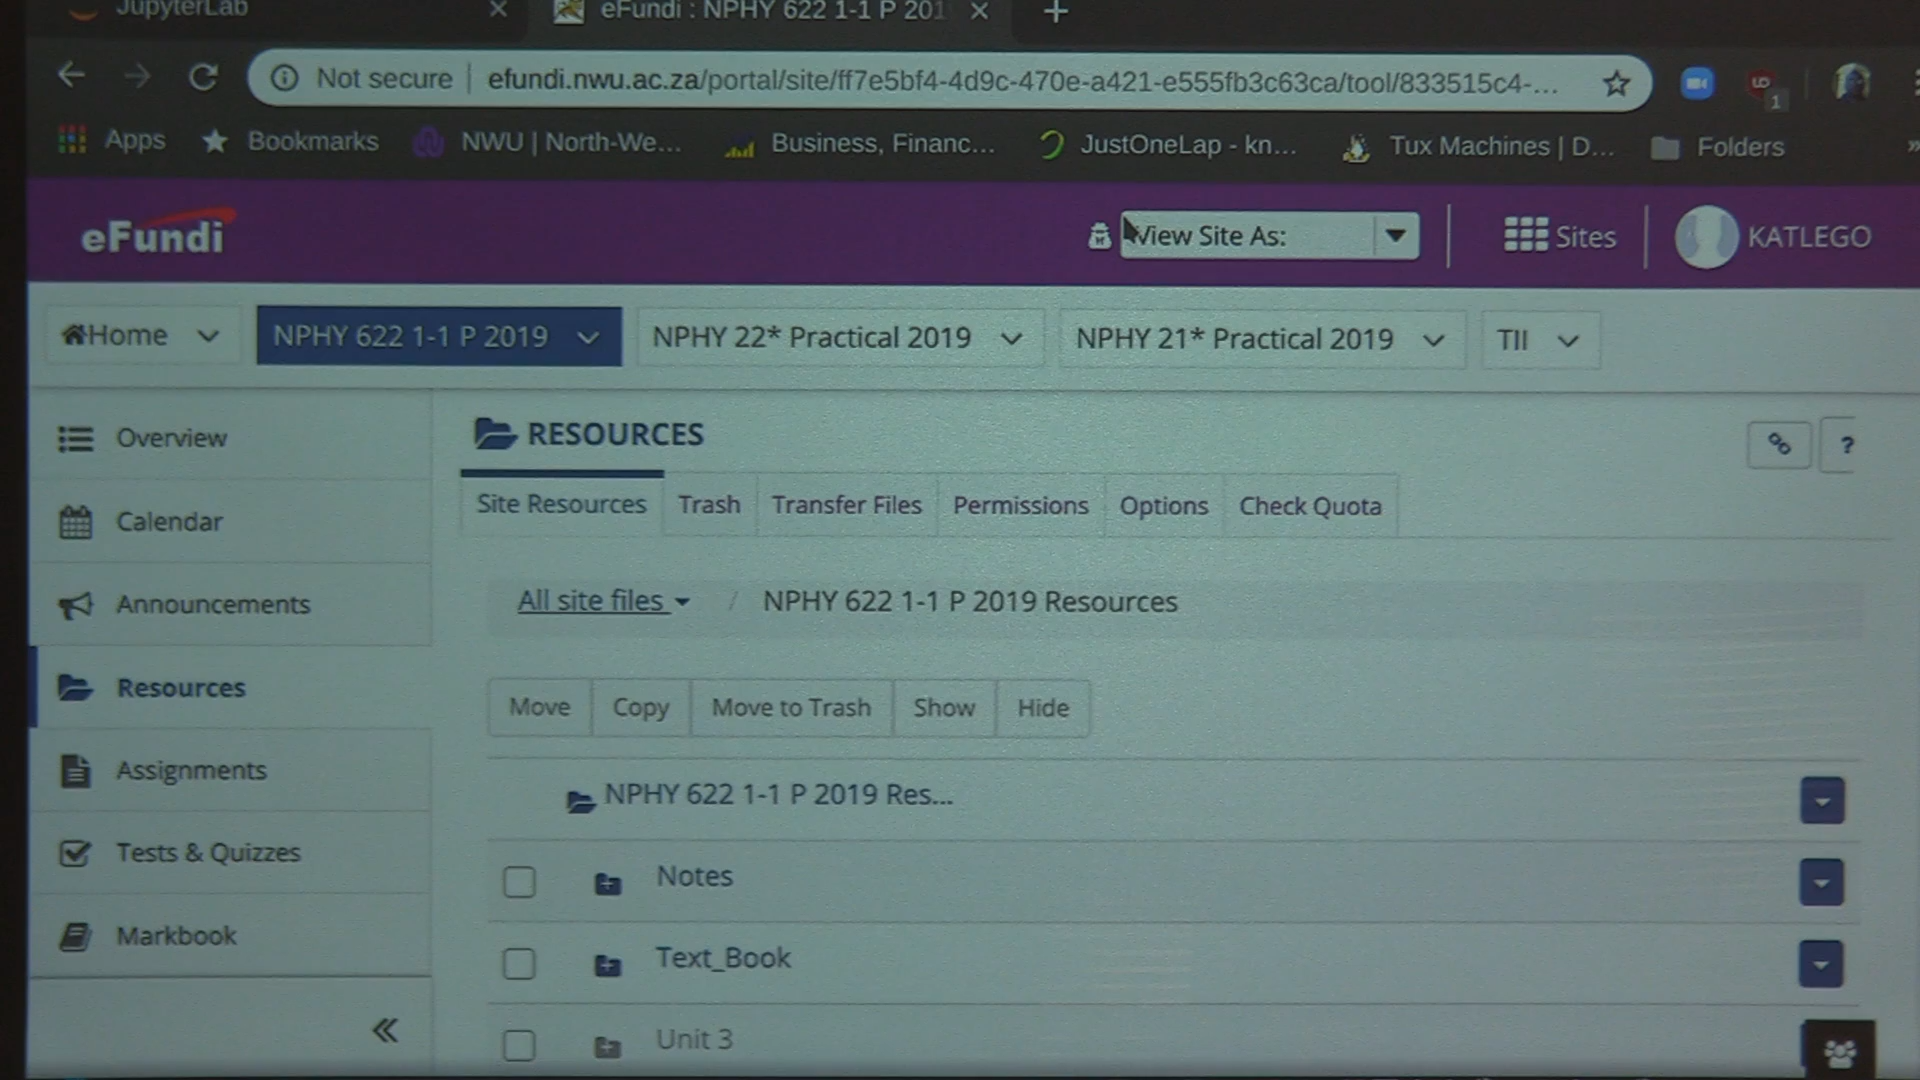 JupyterLab
eFundi : NPHY 622 1-1 P 201
Not secure | efundi.nwu.ac.za/portal/site/ff7e5bf4-4d9c-470e-a421-e555fb3c63ca/tool/833515c4-...
1
Apps Bookmarks NWU | North-We... Business, Financ... JustOneLap - kn... Tux Machines | D... Folders »
eFundi View Site As: Sites KATLEGO
Home NPHY 622 1-1 P 2019 NPHY 22* Practical 2019 NPHY 21* Practical 2019 TII
Overview
Calendar
Announcements
Resources
Assignments
Tests & Quizzes
Markbook
«
RESOURCES ?
Site Resources Trash Transfer Files Permissions Options Check Quota
All site files / NPHY 622 1-1 P 2019 Resources
Move Copy Move to Trash Show Hide
NPHY 622 1-1 P 2019 Res...
Notes
Text_Book
Unit 3